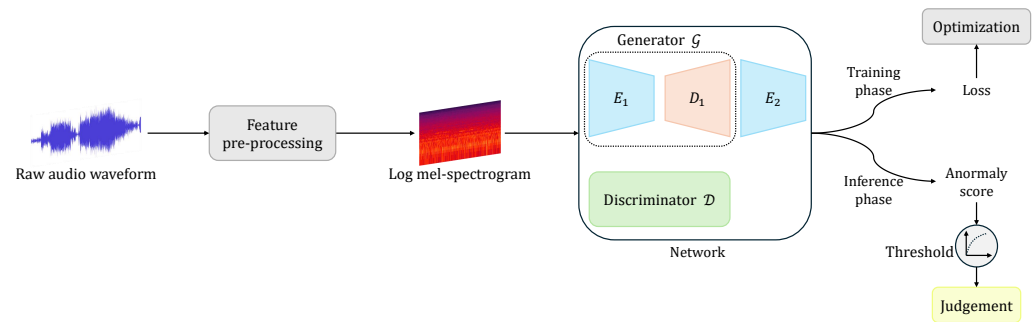 Raw audio waveform
Feature
pre-processing
Log mel-spectrogram
Generator 𝒢
E₁
D₁
E₂
Discriminator 𝒟
Network
Training
phase
Loss
Optimization
Inference
phase
Anormaly
score
Threshold
Judgement